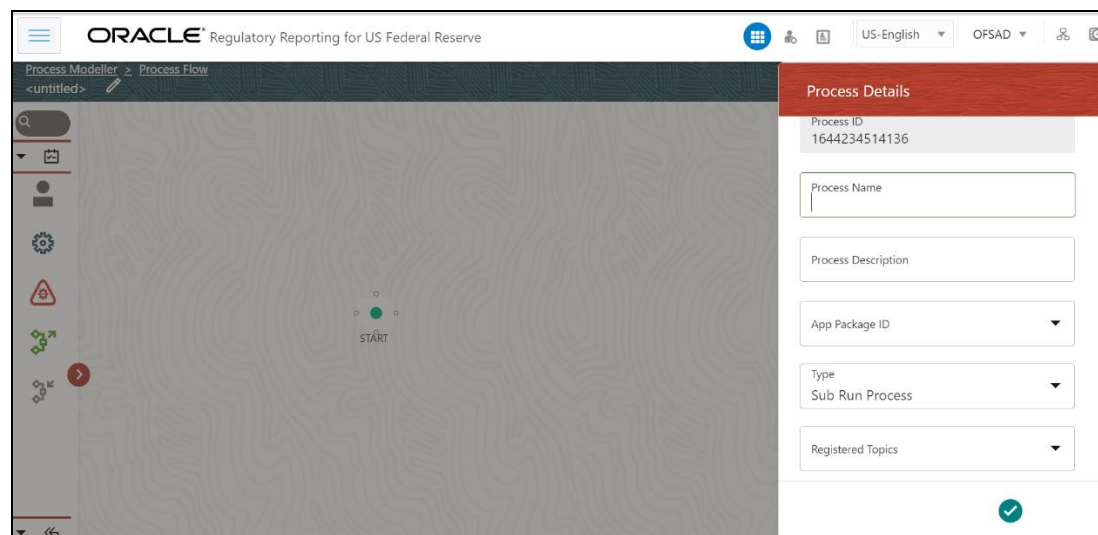 ORACLE® Regulatory Reporting for US Federal Reserve
US-English
OFSAD
Process Modeller > Process Flow
<untitled>
START
Process Details
Process ID
1644234514136
Process Name
Process Description
App Package ID
Type
Sub Run Process
Registered Topics